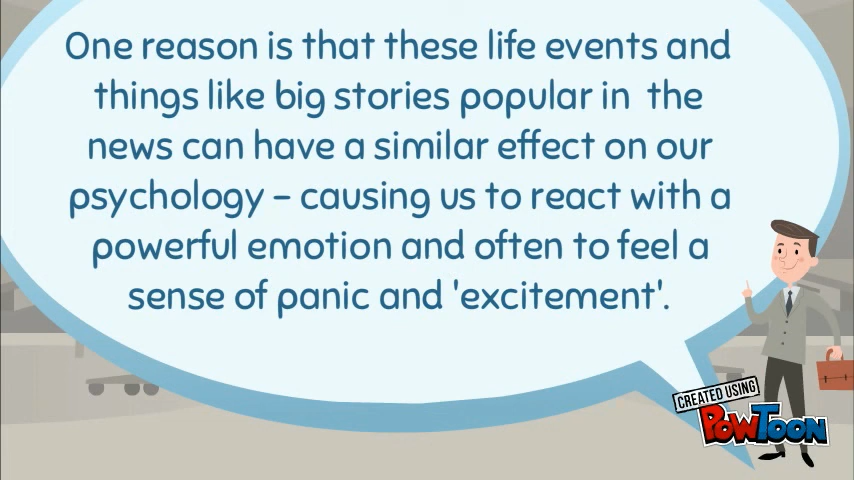 One reason is that these life events and
things like big stories popular in the
news can have a similar effect on our
psychology – causing us to react with a
powerful emotion and often to feel a
sense of panic and 'excitement'.
CREATED USING
POWTOON